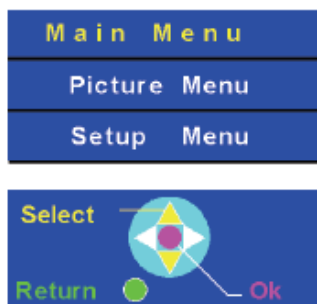 Main Menu
Picture Menu
Setup Menu
Select
Return
Ok